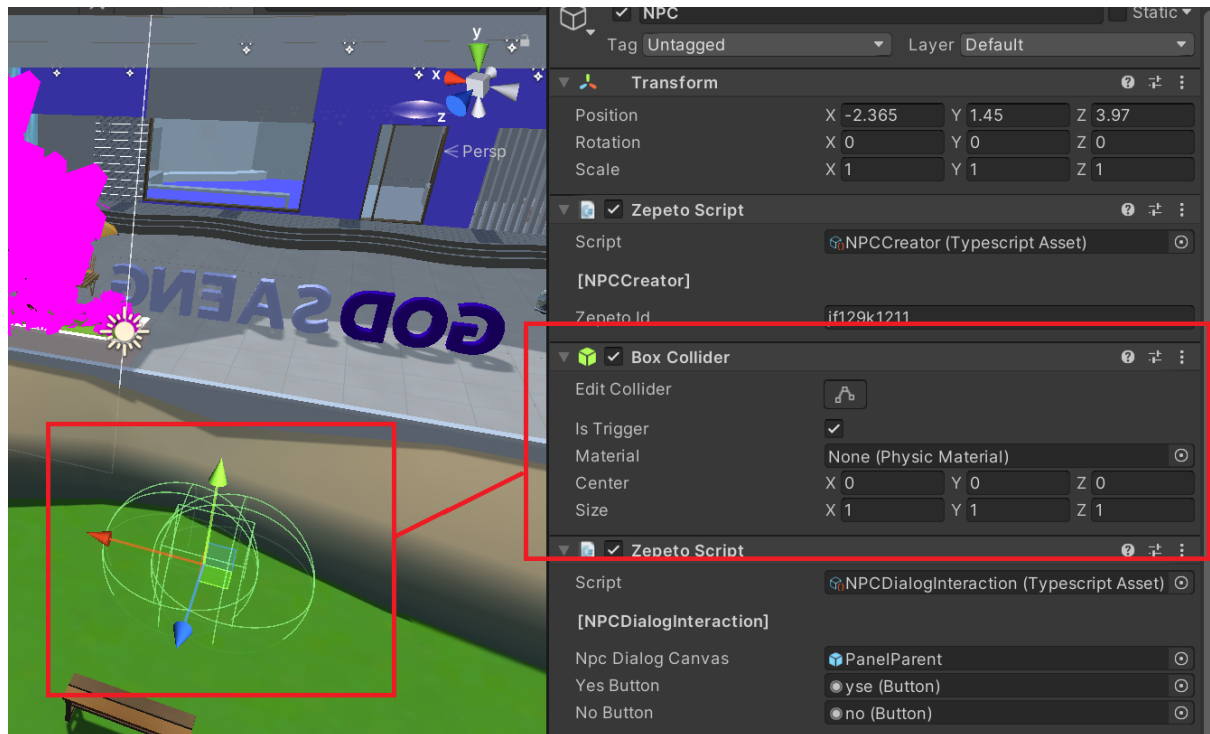 NPC
Static
Tag Untagged
Layer Default
Transform
Position X -2.365 Y 1.45 Z 3.97
Rotation X 0 Y 0 Z 0
Scale X 1 Y 1 Z 1
Zepeto Script
Script NPCCreator (Typescript Asset)
[NPCCreator]
Zepeto Id jf129k1211
Box Collider
Edit Collider
Is Trigger
Material None (Physic Material)
Center X 0 Y 0 Z 0
Size X 1 Y 1 Z 1
Zepeto Script
Script NPCDialogInteraction (Typescript Asset)
[NPCDialogInteraction]
Npc Dialog Canvas PanelParent
Yes Button yse (Button)
No Button no (Button)
y
x
z
< Persp
GOD SAENG